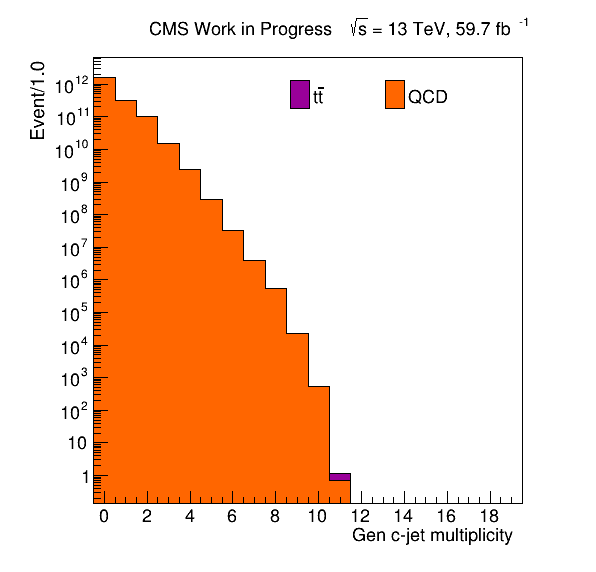 CMS Work in Progress √s = 13 TeV, 59.7 fb⁻¹
Event/1.0
tt̄
QCD
10¹²
10¹¹
10¹⁰
10⁹
10⁸
10⁷
10⁶
10⁵
10⁴
10³
10²
10
1
0 2 4 6 8 10 12 14 16 18
Gen c-jet multiplicity